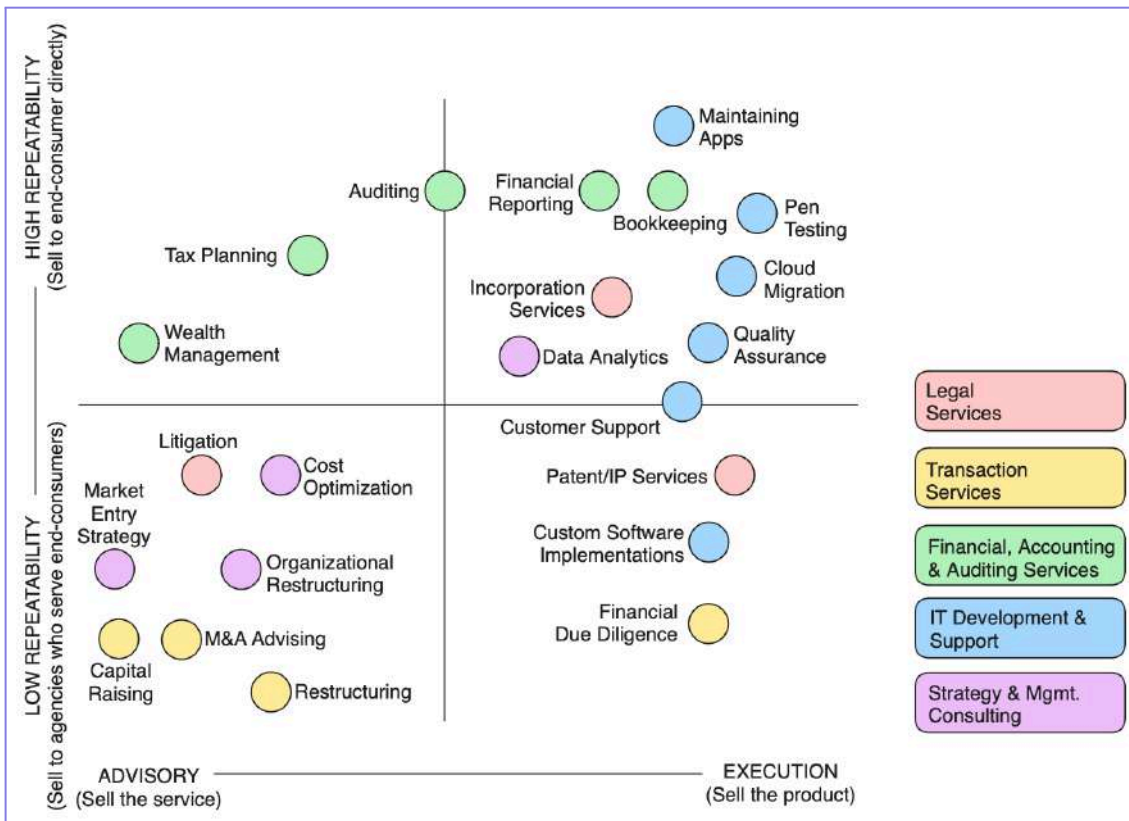 HIGH REPEATABILITY
(Sell to end-consumer directly)
LOW REPEATABILITY
(Sell to agencies who serve end-consumers)
Maintaining
Apps
Auditing
Financial
Reporting
Bookkeeping
Pen
Testing
Tax Planning
Cloud
Migration
Incorporation
Services
Wealth
Management
Data Analytics
Quality
Assurance
Customer Support
Litigation
Cost
Optimization
Patent/IP Services
Market
Entry
Strategy
Custom Software
Implementations
Organizational
Restructuring
Financial
Due Diligence
M&A Advising
Capital
Raising
Restructuring
Legal
Services
Transaction
Services
Financial, Accounting
& Auditing Services
IT Development &
Support
Strategy & Mgmt.
Consulting
ADVISORY
(Sell the service)
EXECUTION
(Sell the product)